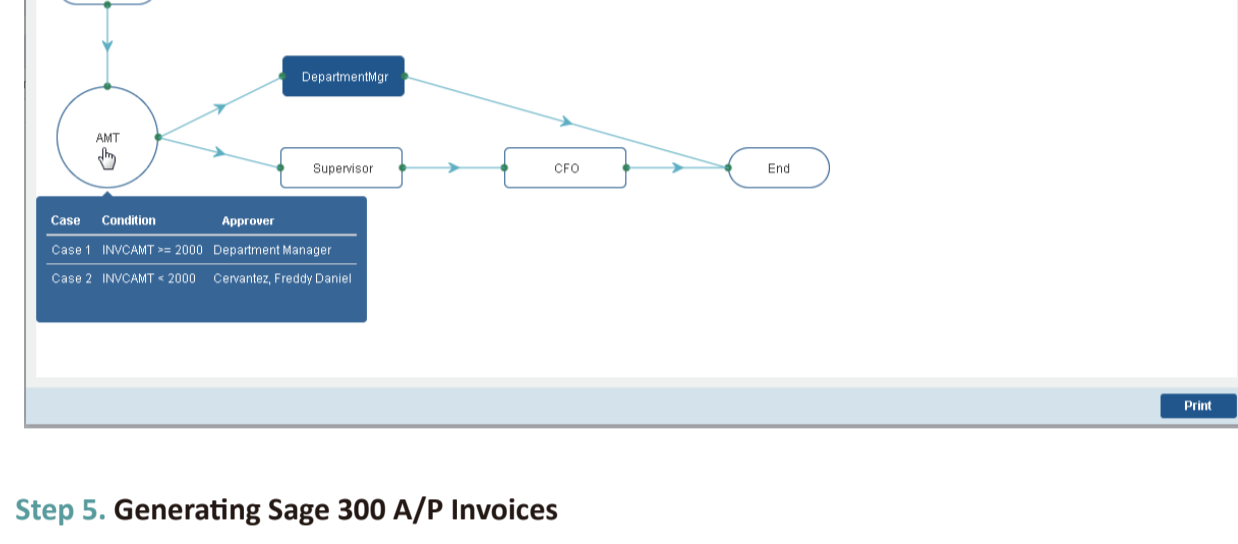 DepartmentMgr
AMT
Supervisor
CFO
End
Case Condition Approver
Case 1 INVCAMT >= 2000 Department Manager
Case 2 INVCAMT < 2000 Cervantez, Freddy Daniel
Print
Step 5. Generating Sage 300 A/P Invoices